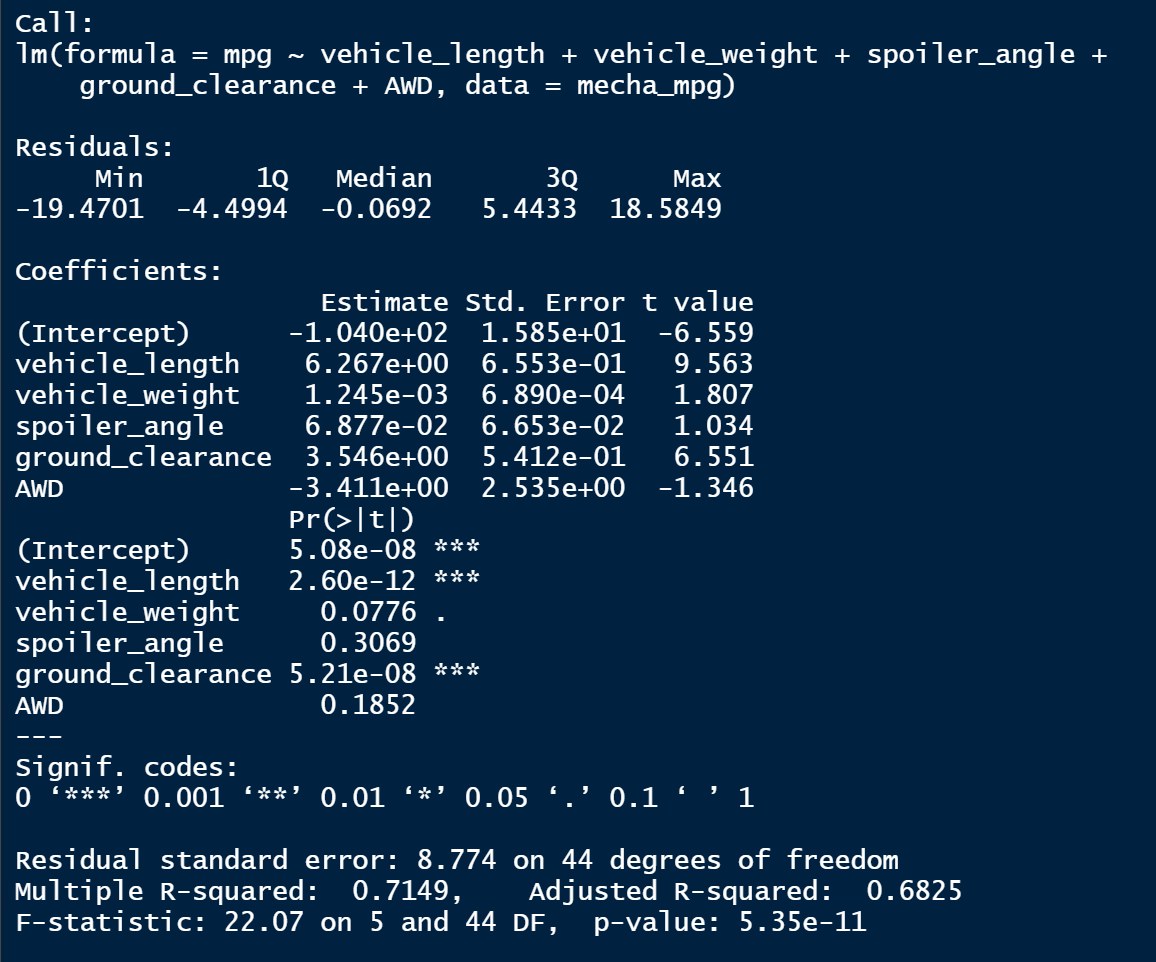 Call:
lm(formula = mpg ~ vehicle_length + vehicle_weight + spoiler_angle +
    ground_clearance + AWD, data = mecha_mpg)

Residuals:
     Min       1Q   Median       3Q      Max
-19.4701  -4.4994  -0.0692   5.4433  18.5849

Coefficients:
                   Estimate Std. Error t value
(Intercept)      -1.040e+02  1.585e+01  -6.559
vehicle_length    6.267e+00  6.553e-01   9.563
vehicle_weight    1.245e-03  6.890e-04   1.807
spoiler_angle     6.877e-02  6.653e-02   1.034
ground_clearance  3.546e+00  5.412e-01   6.551
AWD              -3.411e+00  2.535e+00  -1.346
                 Pr(>|t|)
(Intercept)      5.08e-08 ***
vehicle_length   2.60e-12 ***
vehicle_weight     0.0776 .
spoiler_angle      0.3069
ground_clearance 5.21e-08 ***
AWD                0.1852
---
Signif. codes:
0 ‘***’ 0.001 ‘**’ 0.01 ‘*’ 0.05 ‘.’ 0.1 ‘ ’ 1

Residual standard error: 8.774 on 44 degrees of freedom
Multiple R-squared:  0.7149,	Adjusted R-squared:  0.6825
F-statistic: 22.07 on 5 and 44 DF,  p-value: 5.35e-11